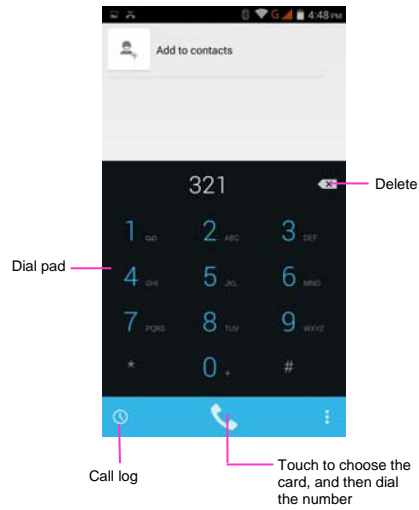 G 4:48 PM
Add to contacts
321
Delete
1
2 ABC
3 DEF
Dial pad
4 GHI
5 JKL
6 MNO
7 PQRS
8 TUV
9 WXYZ
*
0 +
#
Call log
Touch to choose the
card, and then dial
the number